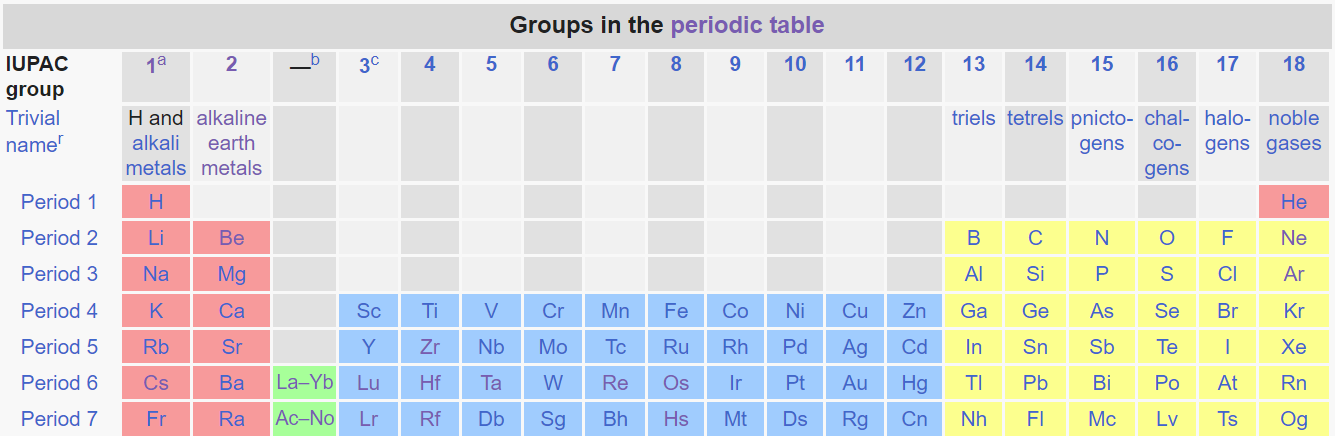 Groups in the periodic table
IUPAC group 1a 2 —b 3c 4 5 6 7 8 9 10 11 12 13 14 15 16 17 18
Trivial namer H and alkali metals alkaline earth metals triels tetrels pnicto-gens chal-co-gens halo-gens noble gases
Period 1 H He
Period 2 Li Be B C N O F Ne
Period 3 Na Mg Al Si P S Cl Ar
Period 4 K Ca Sc Ti V Cr Mn Fe Co Ni Cu Zn Ga Ge As Se Br Kr
Period 5 Rb Sr Y Zr Nb Mo Tc Ru Rh Pd Ag Cd In Sn Sb Te I Xe
Period 6 Cs Ba La–Yb Lu Hf Ta W Re Os Ir Pt Au Hg Tl Pb Bi Po At Rn
Period 7 Fr Ra Ac–No Lr Rf Db Sg Bh Hs Mt Ds Rg Cn Nh Fl Mc Lv Ts Og